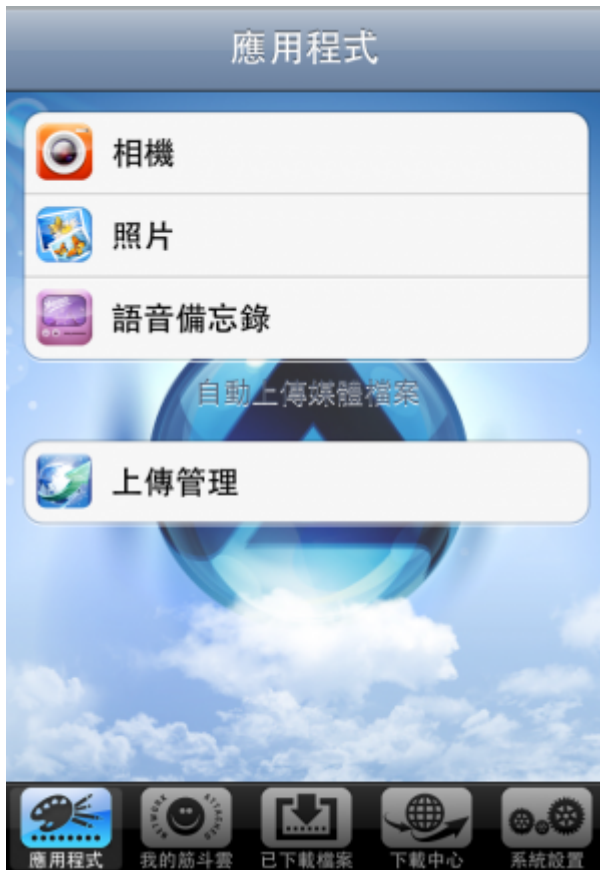 應用程式
相機
照片
語音備忘錄
自動上傳媒體檔案
上傳管理
NETWORK ATTACHED
應用程式
我的筋斗雲
已下載檔案
下載中心
系統設置